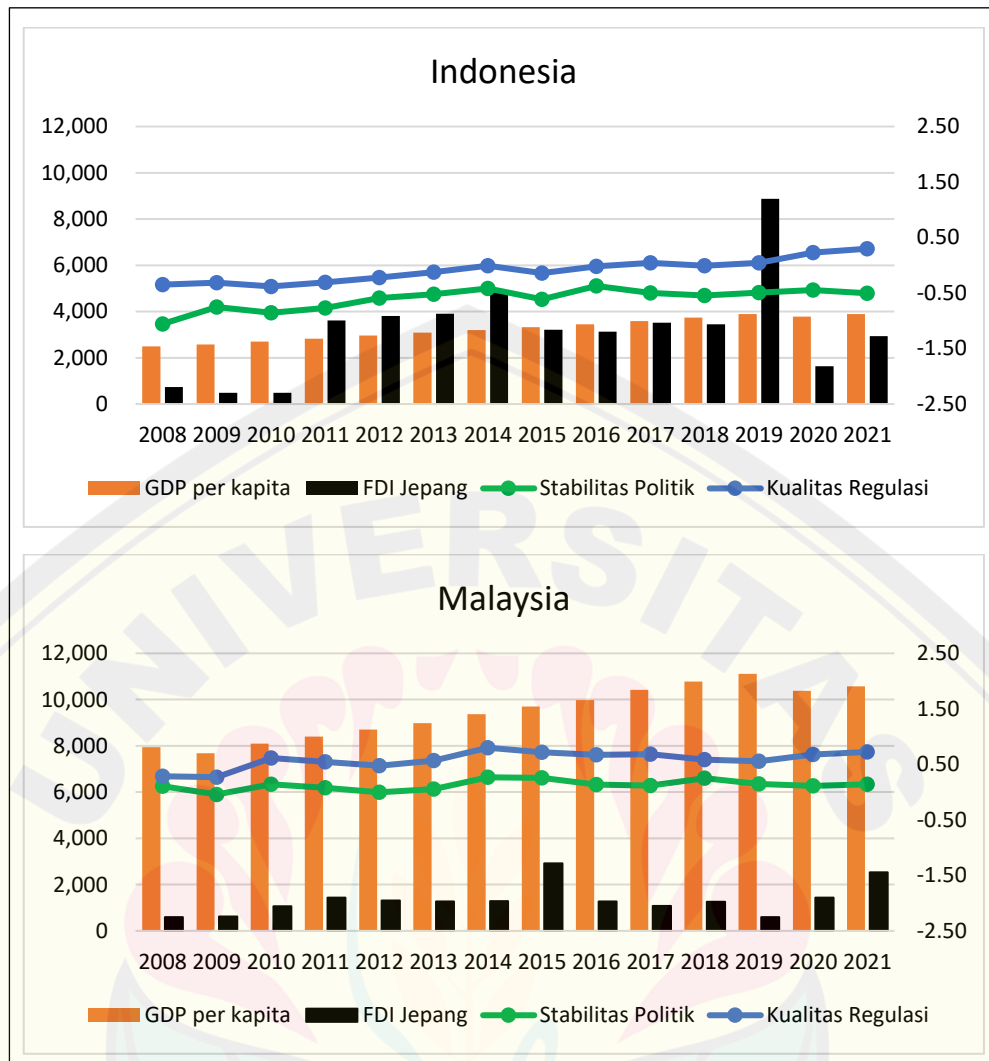 Indonesia
12,000 2.50
10,000 1.50
8,000 0.50
6,000 -0.50
4,000 -1.50
2,000 -2.50
0
2008 2009 2010 2011 2012 2013 2014 2015 2016 2017 2018 2019 2020 2021
GDP per kapita FDI Jepang Stabilitas Politik Kualitas Regulasi
Malaysia
12,000 2.50
10,000 1.50
8,000 0.50
6,000 -0.50
4,000 -1.50
2,000 -2.50
0
2008 2009 2010 2011 2012 2013 2014 2015 2016 2017 2018 2019 2020 2021
GDP per kapita FDI Jepang Stabilitas Politik Kualitas Regulasi
UNIVERSITAS